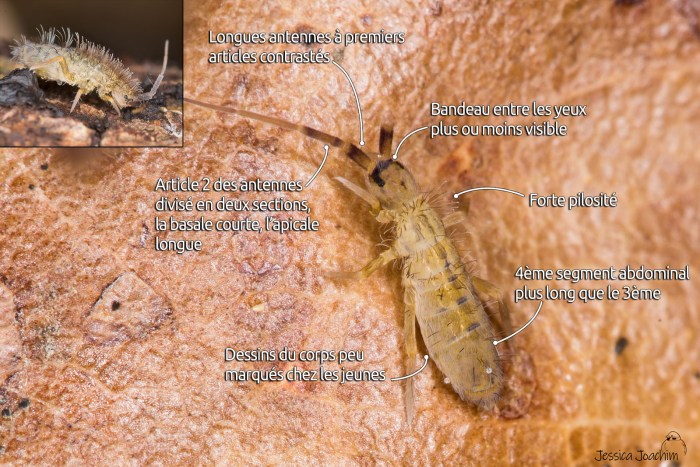 Longues antennes à premiers
articles contrastés
Bandeau entre les yeux
plus ou moins visible
Article 2 des antennes
divisé en deux sections,
la basale courte, l'apicale
longue
Forte pilosité
4ème segment abdominal
plus long que le 3ème
Dessins du corps peu
marqués chez les jeunes
Jessica Joachim